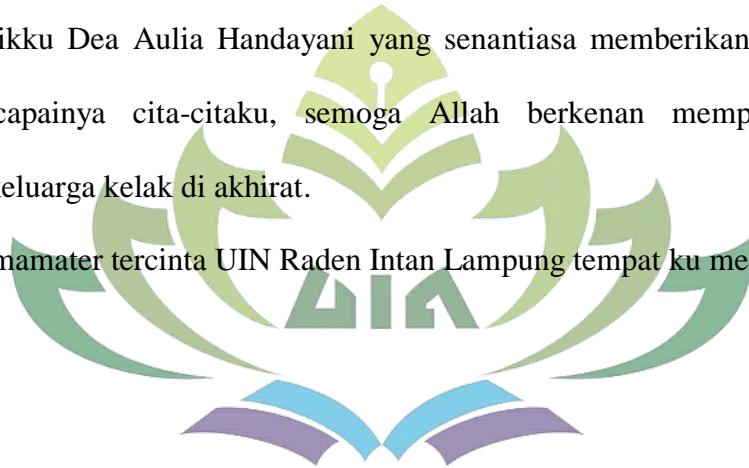 ikku Dea Aulia Handayani yang senantiasa memberikan
capainya cita-citaku, semoga Allah berkenan memp
keluarga kelak di akhirat.
mamater tercinta UIN Raden Intan Lampung tempat ku me
UIN